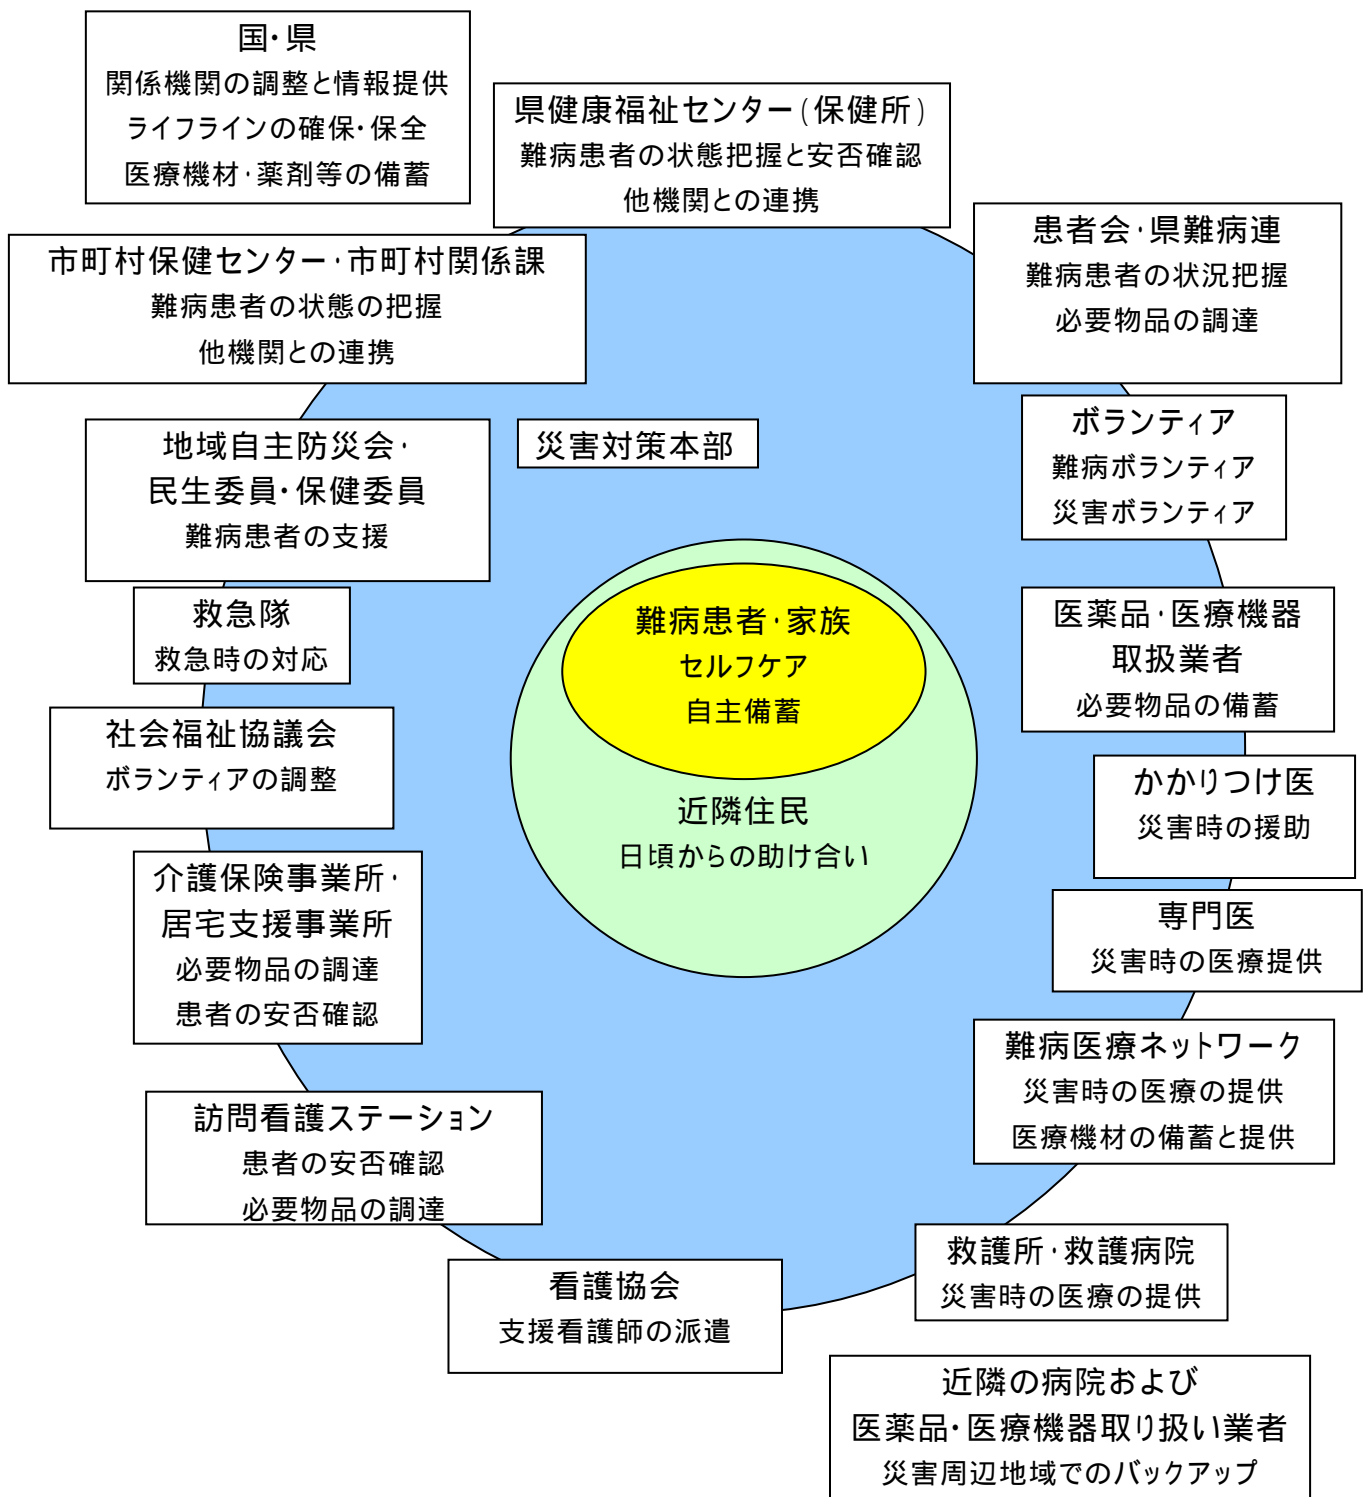 国・県
関係機関の調整と情報提供
ライフラインの確保・保全
医療機材・薬剤等の備蓄
県健康福祉センター(保健所)
難病患者の状態把握と安否確認
他機関との連携
患者会・県難病連
難病患者の状況把握
必要物品の調達
市町村保健センター・市町村関係課
難病患者の状態の把握
他機関との連携
ボランティア
難病ボランティア
災害ボランティア
地域自主防災会・
民生委員・保健委員
難病患者の支援
災害対策本部
救急隊
救急時の対応
難病患者・家族
セルフケア
自主備蓄
医薬品・医療機器
取扱業者
必要物品の備蓄
社会福祉協議会
ボランティアの調整
近隣住民
日頃からの助け合い
かかりつけ医
災害時の援助
介護保険事業所・
居宅支援事業所
必要物品の調達
患者の安否確認
専門医
災害時の医療提供
難病医療ネットワーク
災害時の医療の提供
医療機材の備蓄と提供
訪問看護ステーション
患者の安否確認
必要物品の調達
救護所・救護病院
災害時の医療の提供
看護協会
支援看護師の派遣
近隣の病院および
医薬品・医療機器取り扱い業者
災害周辺地域でのバックアップ